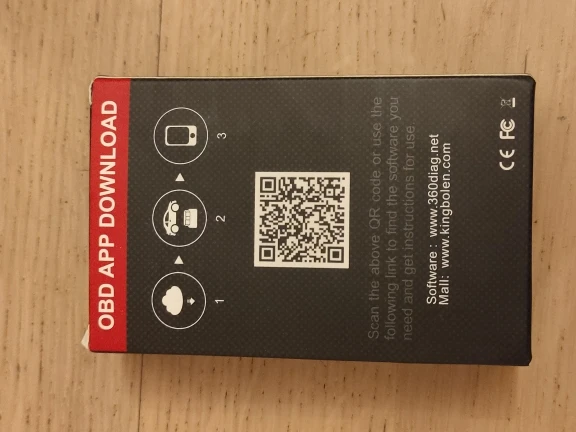 OBD APP DOWNLOAD
1 2 3
Scan the above QR code or use the
following link to find the software you
need and get instructions for use
Software : www.360diag.net
Mall: www.kingbolen.com
CE FC